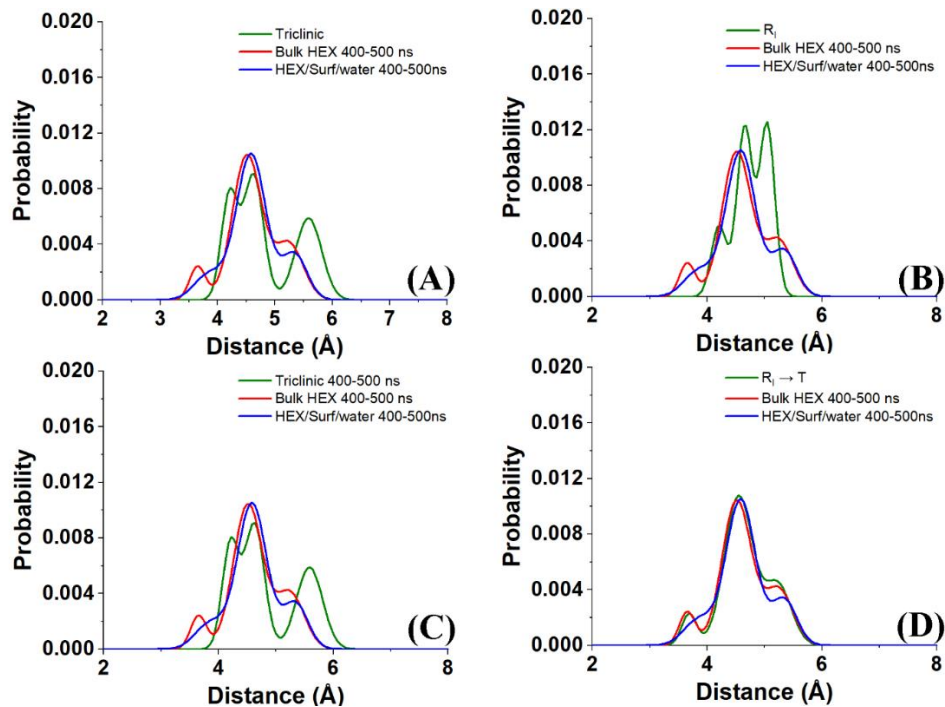 0.020
0.016
0.012
0.008
0.004
0.000
Probability
2 3 4 5 6 7 8
Distance (Å)
Triclinic
Bulk HEX 400-500 ns
HEX/Surf/water 400-500ns
(A)
0.020
0.016
0.012
0.008
0.004
0.000
Probability
2 4 6 8
Distance (Å)
R_I
Bulk HEX 400-500 ns
HEX/Surf/water 400-500ns
(B)
0.020
0.016
0.012
0.008
0.004
0.000
Probability
2 4 6 8
Distance (Å)
Triclinic 400-500 ns
Bulk HEX 400-500 ns
HEX/Surf/water 400-500ns
(C)
0.020
0.016
0.012
0.008
0.004
0.000
Probability
2 4 6 8
Distance (Å)
R_I → T
Bulk HEX 400-500 ns
HEX/Surf/water 400-500ns
(D)